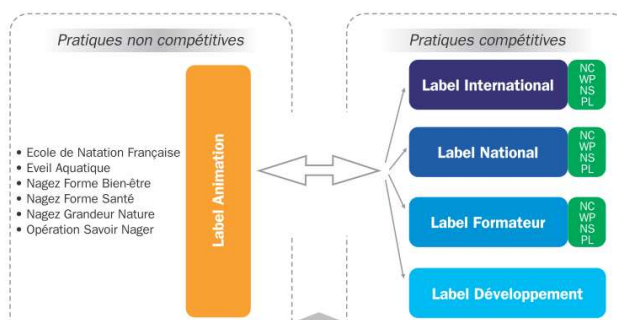 Pratiques non compétitives
• Ecole de Natation Française
• Eveil Aquatique
• Nagez Forme Bien-être
• Nagez Forme Santé
• Nagez Grandeur Nature
• Opération Savoir Nager
Label Animation
Pratiques compétitives
Label International
NC
WP
NS
PL
Label National
NC
WP
NS
PL
Label Formateur
NC
WP
NS
PL
Label Développement